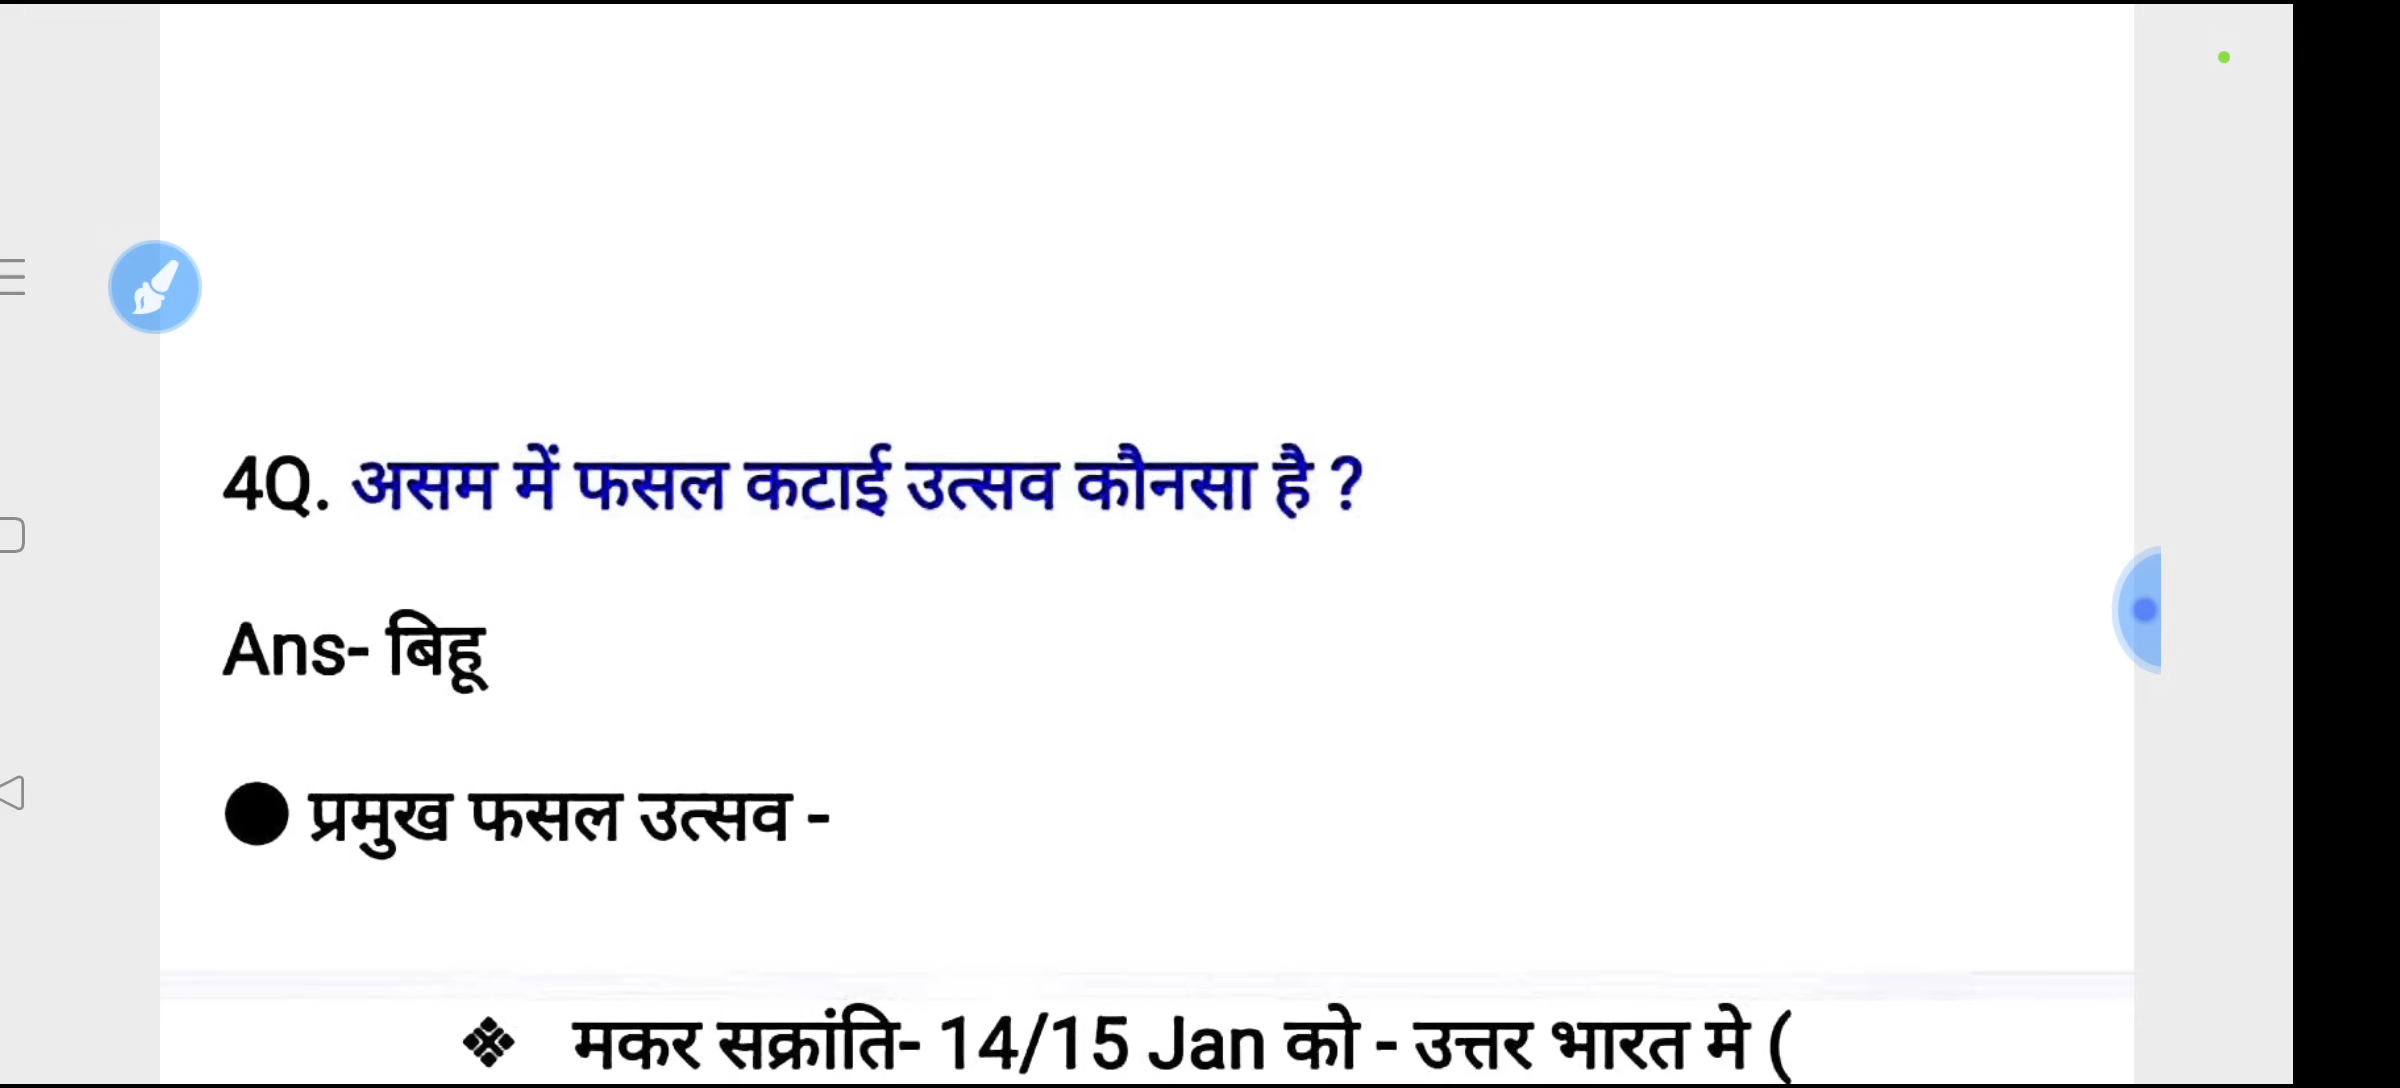 4Q. असम में फसल कटाई उत्सव कौनसा है ?
Ans- बिहू
● प्रमुख फसल उत्सव -
❖ मकर सक्रांति- 14/15 Jan को - उत्तर भारत मे (